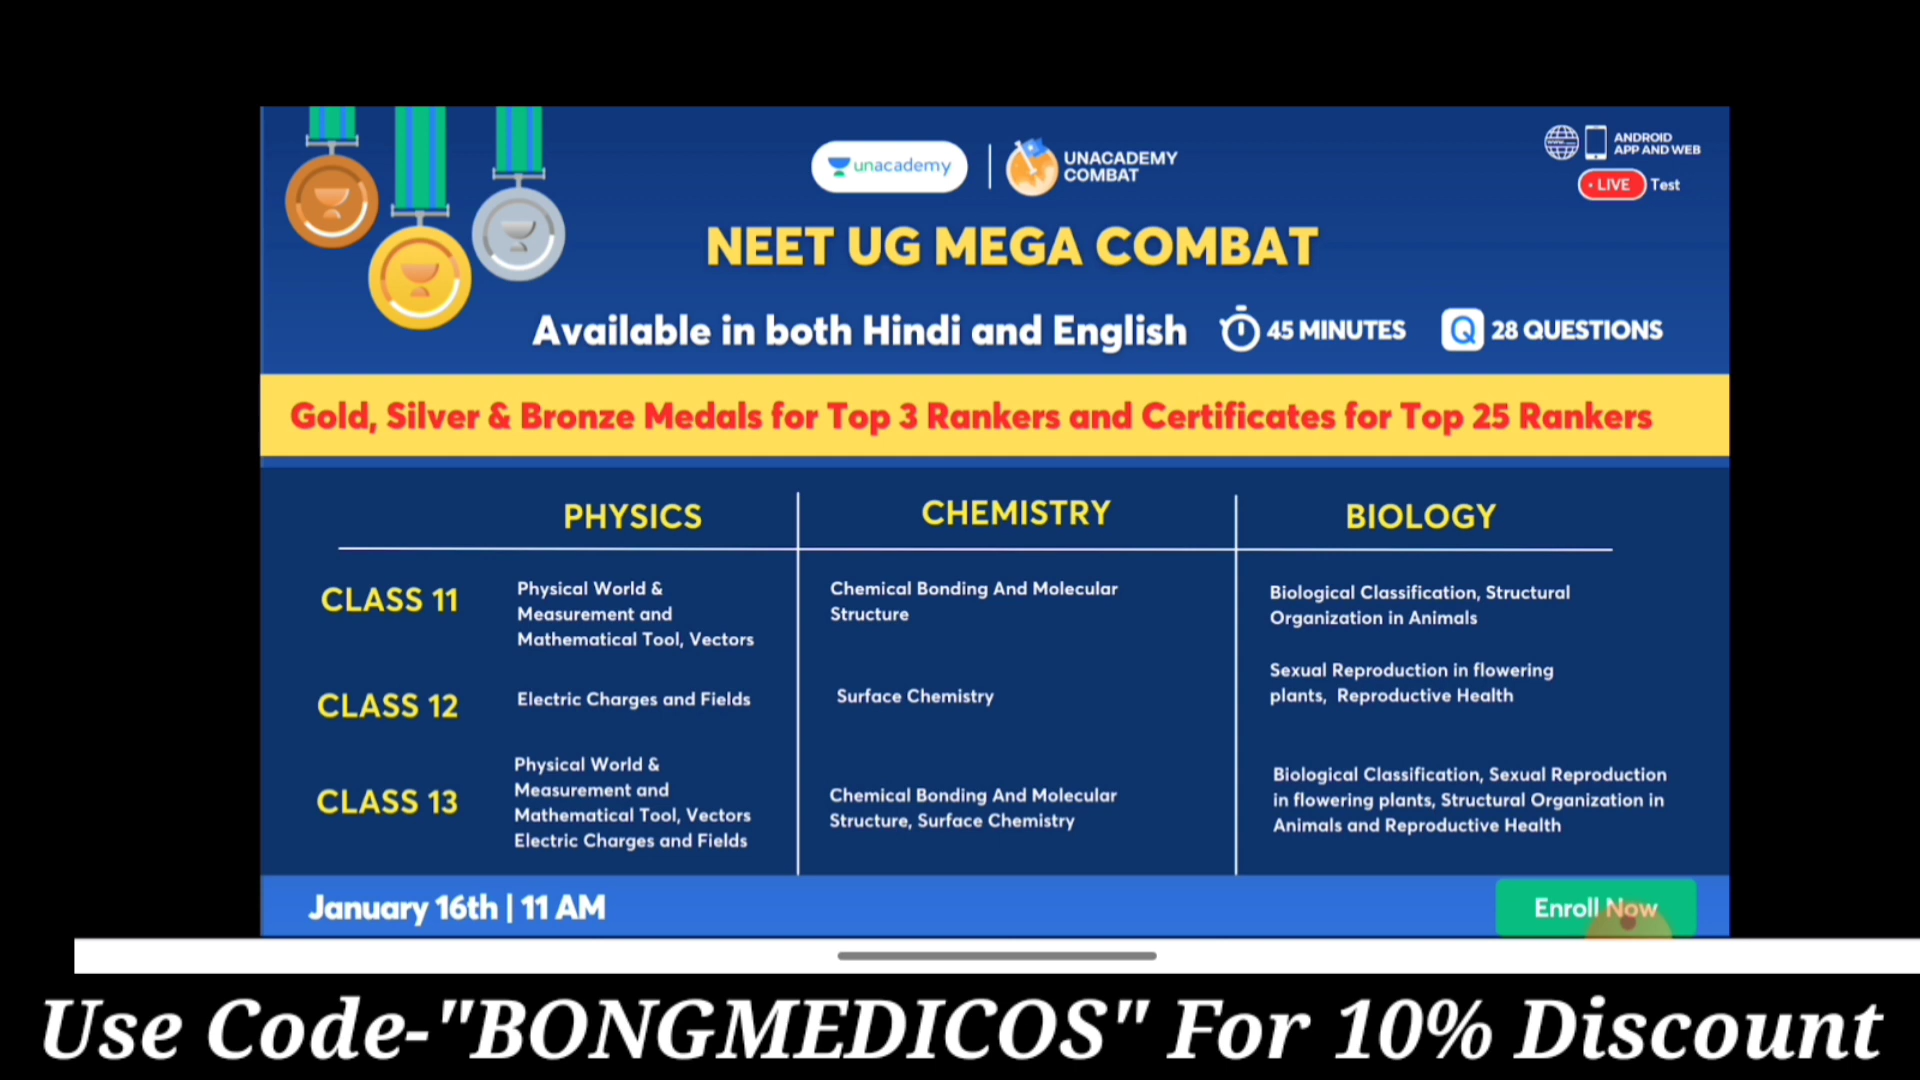 unacademy
UNACADEMY
COMBAT
ANDROID
APP AND WEB
• LIVE Test
NEET UG MEGA COMBAT
Available in both Hindi and English
45 MINUTES
Q 28 QUESTIONS
Gold, Silver & Bronze Medals for Top 3 Rankers and Certificates for Top 25 Rankers
PHYSICS
CHEMISTRY
BIOLOGY
CLASS 11
Physical World &
Measurement and
Mathematical Tool, Vectors
Chemical Bonding And Molecular
Structure
Biological Classification, Structural
Organization in Animals
CLASS 12
Electric Charges and Fields
Surface Chemistry
Sexual Reproduction in flowering
plants, Reproductive Health
CLASS 13
Physical World &
Measurement and
Mathematical Tool, Vectors
Electric Charges and Fields
Chemical Bonding And Molecular
Structure, Surface Chemistry
Biological Classification, Sexual Reproduction
in flowering plants, Structural Organization in
Animals and Reproductive Health
January 16th | 11 AM
Enroll Now
Use Code-"BONGMEDICOS" For 10% Discount